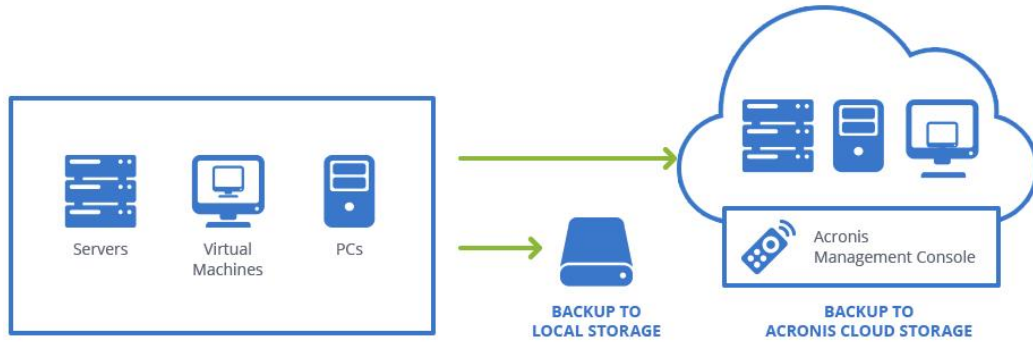 Servers
Virtual
Machines
PCs
Acronis
Management Console
BACKUP TO
LOCAL STORAGE
BACKUP TO
ACRONIS CLOUD STORAGE